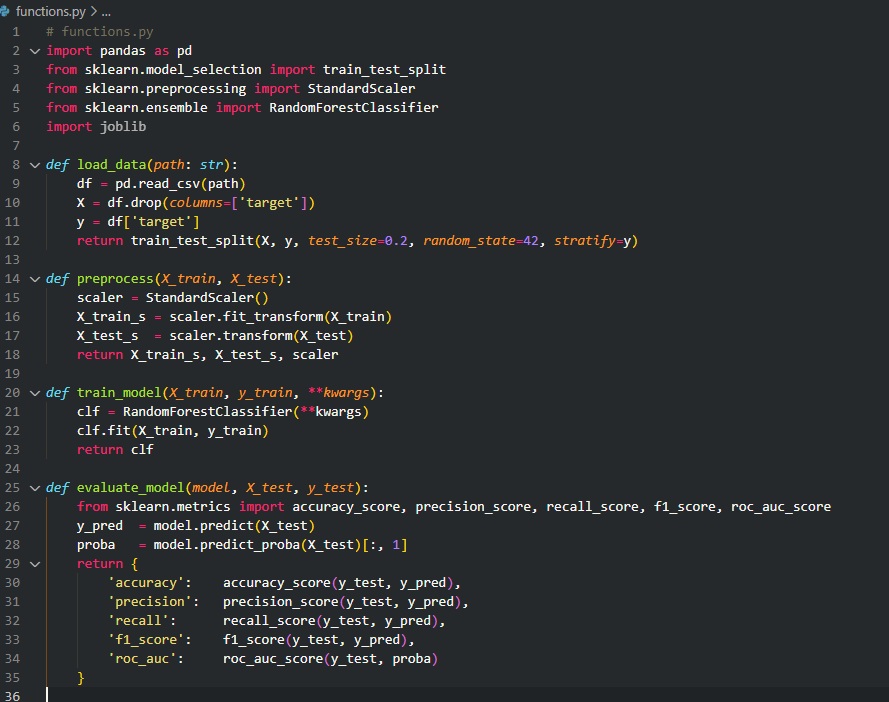 functions.py > ...
1 # functions.py
2 import pandas as pd
3 from sklearn.model_selection import train_test_split
4 from sklearn.preprocessing import StandardScaler
5 from sklearn.ensemble import RandomForestClassifier
6 import joblib
7
8 def load_data(path: str):
9     df = pd.read_csv(path)
10     X = df.drop(columns=['target'])
11     y = df['target']
12     return train_test_split(X, y, test_size=0.2, random_state=42, stratify=y)
13
14 def preprocess(X_train, X_test):
15     scaler = StandardScaler()
16     X_train_s = scaler.fit_transform(X_train)
17     X_test_s  = scaler.transform(X_test)
18     return X_train_s, X_test_s, scaler
19
20 def train_model(X_train, y_train, **kwargs):
21     clf = RandomForestClassifier(**kwargs)
22     clf.fit(X_train, y_train)
23     return clf
24
25 def evaluate_model(model, X_test, y_test):
26     from sklearn.metrics import accuracy_score, precision_score, recall_score, f1_score, roc_auc_score
27     y_pred  = model.predict(X_test)
28     proba   = model.predict_proba(X_test)[:, 1]
29     return {
30         'accuracy':    accuracy_score(y_test, y_pred),
31         'precision':   precision_score(y_test, y_pred),
32         'recall':      recall_score(y_test, y_pred),
33         'f1_score':    f1_score(y_test, y_pred),
34         'roc_auc':     roc_auc_score(y_test, proba)
35     }
36